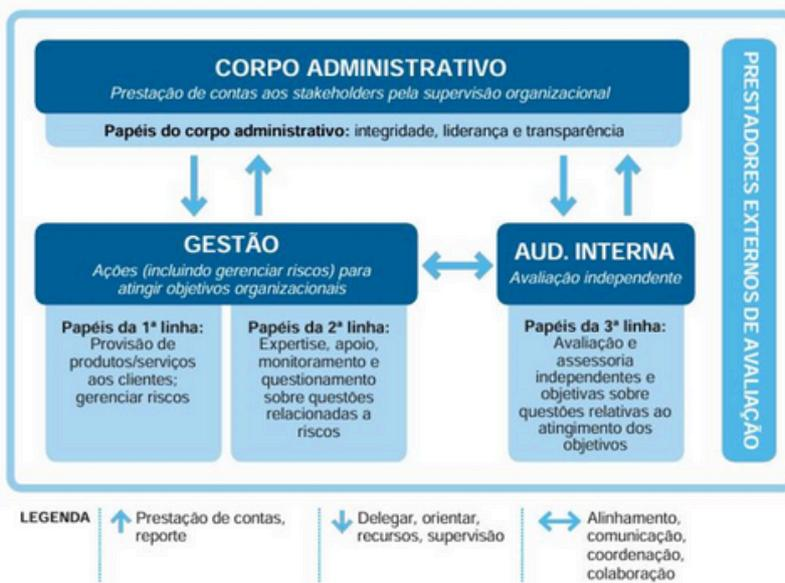 CORPO ADMINISTRATIVO
Prestação de contas aos stakeholders pela supervisão organizacional
Papéis do corpo administrativo: integridade, liderança e transparência
GESTÃO
Ações (incluindo gerenciar riscos) para
atingir objetivos organizacionais
Papéis da 1ª linha:
Provisão de
produtos/serviços
aos clientes;
gerenciar riscos
Papéis da 2ª linha:
Expertise, apoio,
monitoramento e
questionamento
sobre questões
relacionadas a
riscos
AUD. INTERNA
Avaliação independente
Papéis da 3ª linha:
Avaliação e
assessoria
independentes e
objetivas sobre
questões relativas ao
atingimento dos
objetivos
PRESTADORES EXTERNOS DE AVALIAÇÃO
LEGENDA
Prestação de contas,
reporte
Delegar, orientar,
recursos, supervisão
Alinhamento,
comunicação,
coordenação,
colaboração